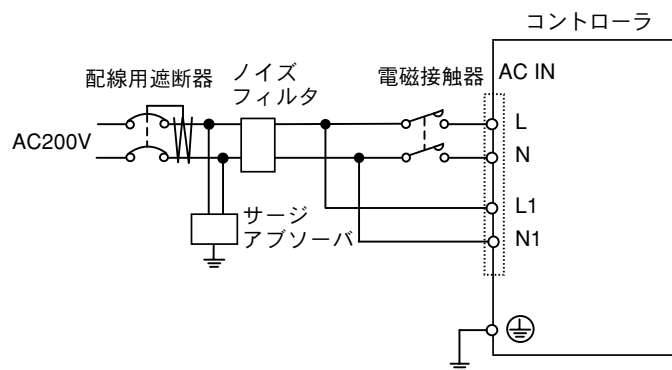 コントローラ
配線用遮断器
ノイズ
フィルタ
電磁接触器
AC IN
AC200V
L
N
サージ
アブソーバ
L1
N1